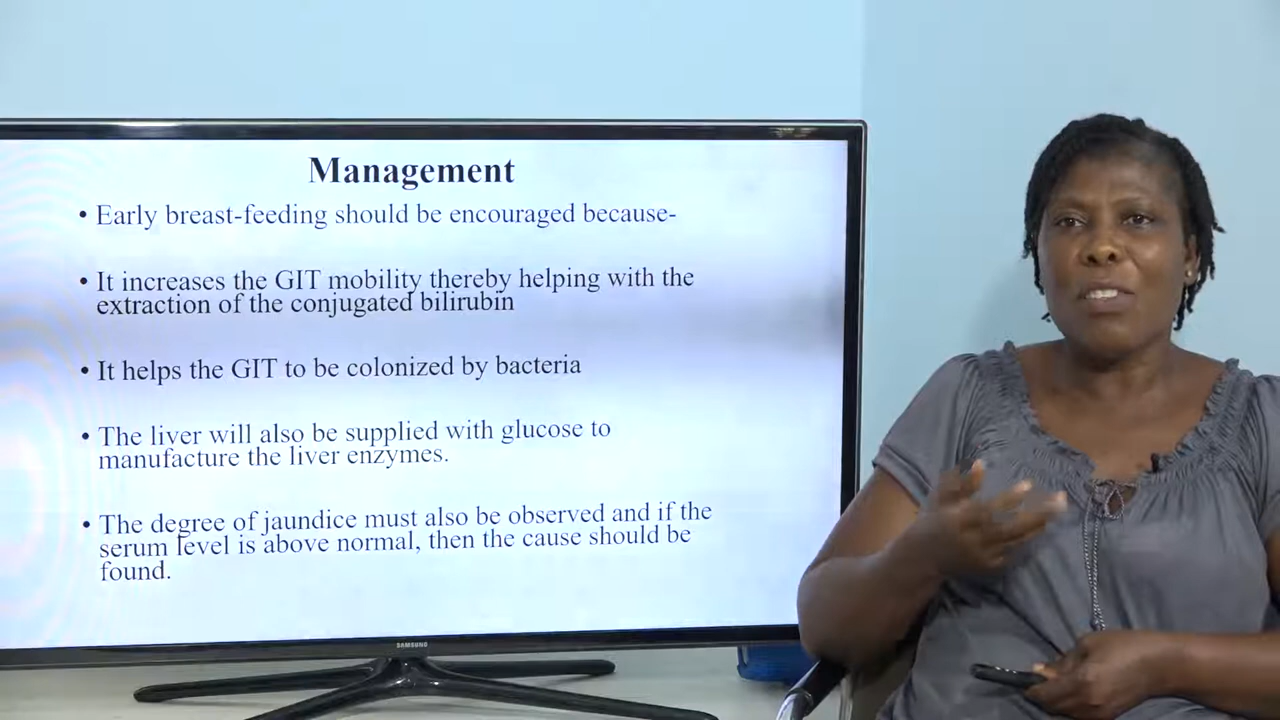 Management
• Early breast-feeding should be encouraged because-
• It increases the GIT mobility thereby helping with the
extraction of the conjugated bilirubin
• It helps the GIT to be colonized by bacteria
• The liver will also be supplied with glucose to
manufacture the liver enzymes.
• The degree of jaundice must also be observed and if the
serum level is above normal, then the cause should be
found.
SAMSUNG